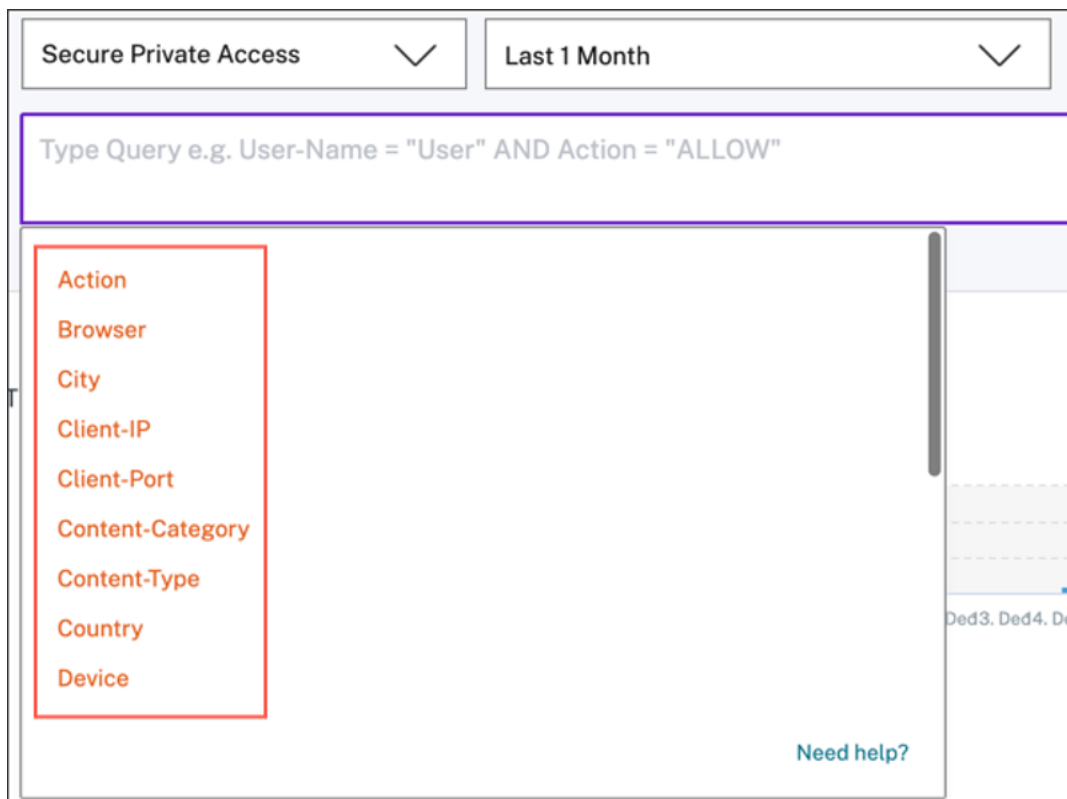 Secure Private Access
Last 1 Month
Type Query e.g. User-Name = "User" AND Action = "ALLOW"
Action
Browser
City
Client-IP
Client-Port
Content-Category
Content-Type
Country
Device
T
Need help?